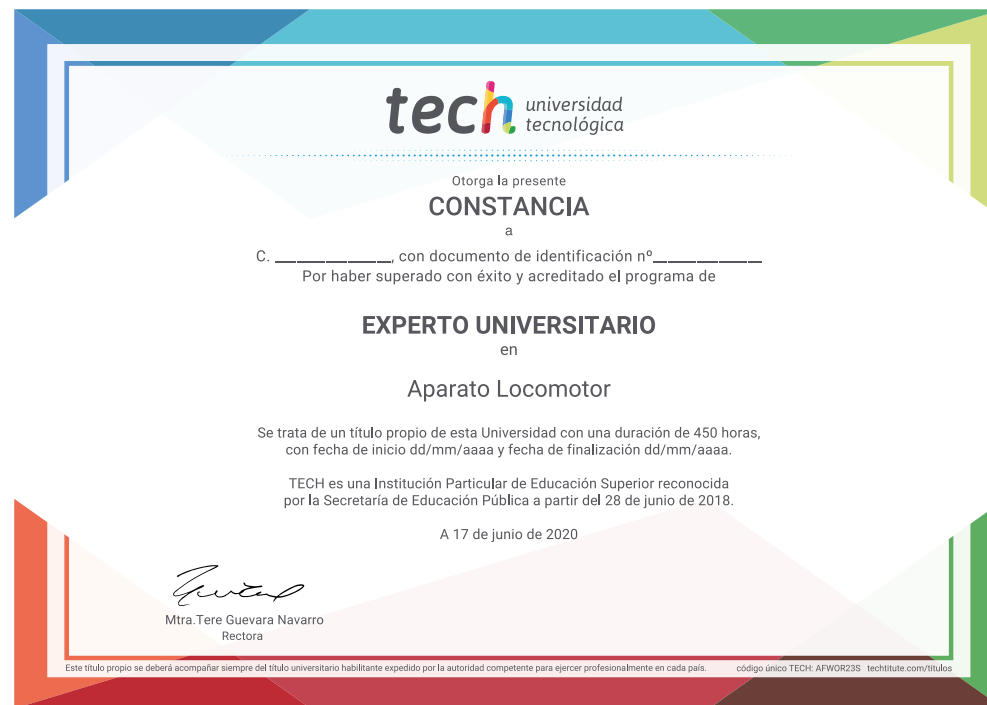 tech universidad
tecnológica
Otorga la presente
CONSTANCIA
a
C. ________________, con documento de identificación nº_______________
Por haber superado con éxito y acreditado el programa de
EXPERTO UNIVERSITARIO
en
Aparato Locomotor
Se trata de un título propio de esta Universidad con una duración de 450 horas,
con fecha de inicio dd/mm/aaaa y fecha de finalización dd/mm/aaaa.
TECH es una Institución Particular de Educación Superior reconocida
por la Secretaría de Educación Pública a partir del 28 de junio de 2018.
A 17 de junio de 2020
Mtra.Tere Guevara Navarro
Rectora
Este título propio se deberá acompañar siempre del título universitario habilitante expedido por la autoridad competente para ejercer profesionalmente en cada país. código único TECH: AFWOR23S techtitute.com/titulos